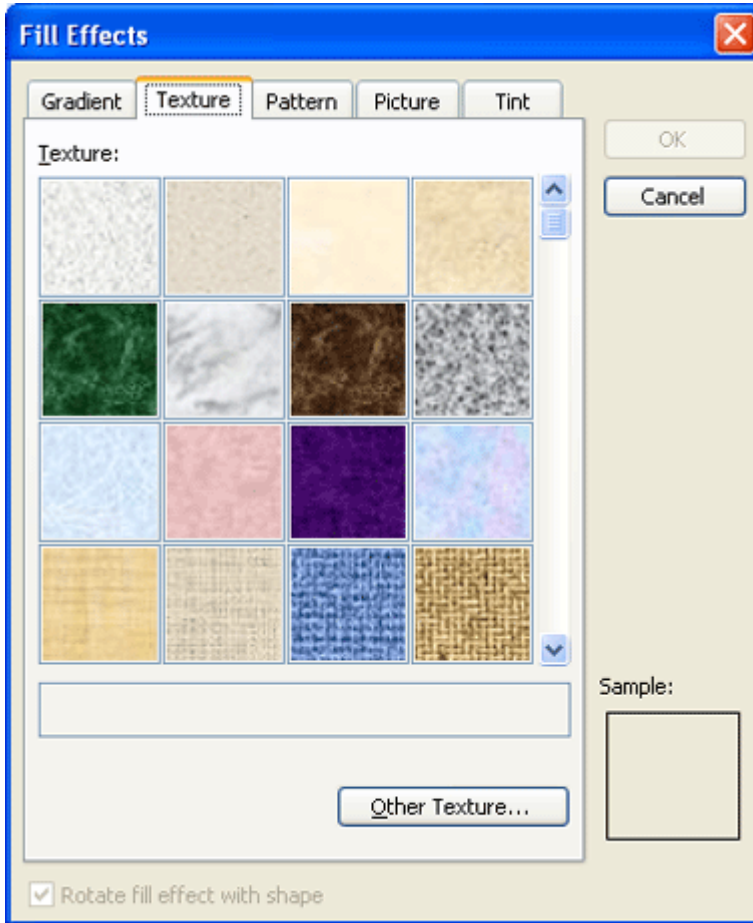 Fill Effects
Gradient Texture Pattern Picture Tint
OK
Texture:
Cancel
Sample:
Other Texture...
Rotate fill effect with shape